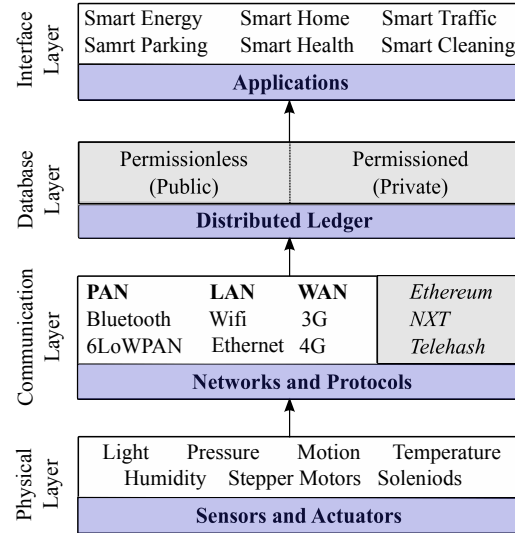 Interface
Layer
Smart Energy Smart Home Smart Traffic
Samrt Parking Smart Health Smart Cleaning
Applications
Database
Layer
Permissionless Permissioned
(Public) (Private)
Distributed Ledger
Communication
Layer
PAN LAN WAN Ethereum
Bluetooth Wifi 3G NXT
6LoWPAN Ethernet 4G Telehash
Networks and Protocols
Physical
Layer
Light Pressure Motion Temperature
Humidity Stepper Motors Soleniods
Sensors and Actuators